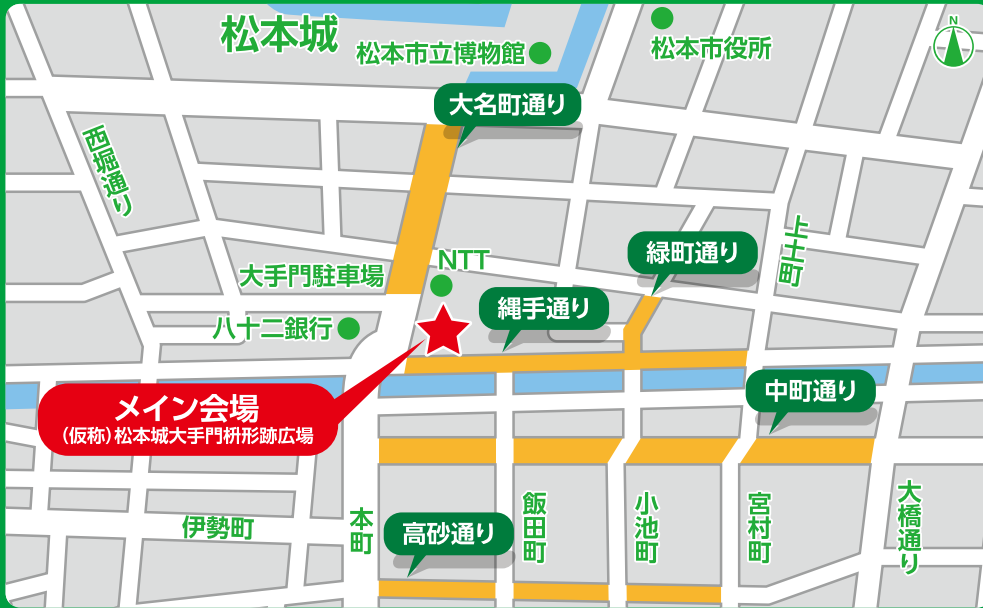 松本城
松本市立博物館
松本市役所
N
大名町通り
西堀通り
上土町
緑町通り
NTT
大手門駐車場
縄手通り
八十二銀行
中町通り
メイン会場
(仮称)松本城大手門枡形跡広場
伊勢町
本町
高砂通り
飯田町
小池町
宮村町
大橋通り